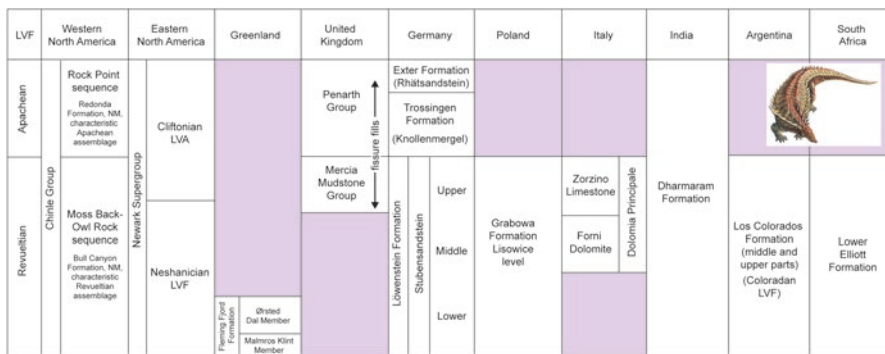 LVF
Western
North America
Eastern
North America
Greenland
United
Kingdom
Germany
Poland
Italy
India
Argentina
South
Africa
Apachean
Revueltian
Chinle Group
Rock Point
sequence
Redonda
Formation, NM,
characteristic
Apachean
assemblage
Moss Back-
Owl Rock
sequence
Bull Canyon
Formation, NM,
characteristic
Revueltian
assemblage
Newark Supergroup
Cliftonian
LVA
Neshanician
LVF
Fleming Fjord
Formation
Ørsted
Dal Member
Malmros Klint
Member
Penarth
Group
Mercia
Mudstone
Group
fissure fills
Exter Formation
(Rhätsandstein)
Trossingen
Formation
(Knollenmergel)
Löwenstein Formation
Stubensandstein
Upper
Middle
Lower
Grabowa
Formation
Lisowice
level
Zorzino
Limestone
Forni
Dolomite
Dolomia Principale
Dharmaram
Formation
Los Colorados
Formation
(middle and
upper parts)
(Coloradan
LVF)
Lower
Elliott
Formation